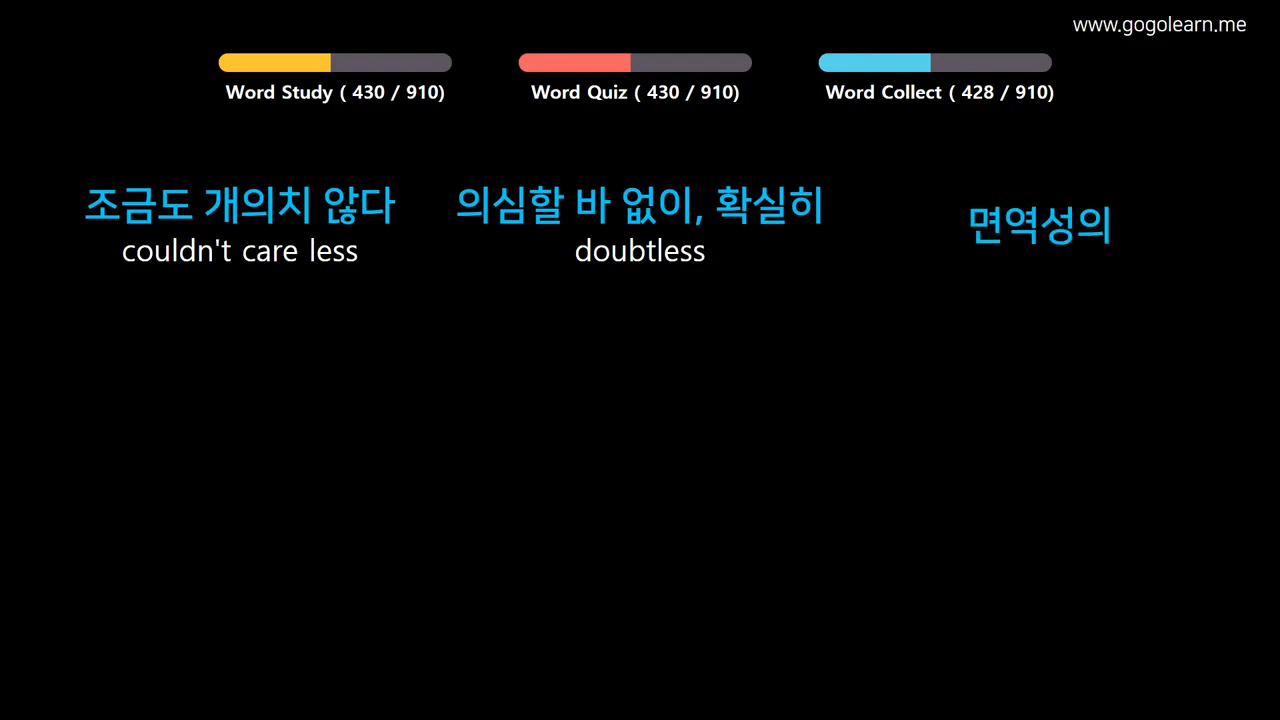 www.gogolearn.me
Word Study ( 430 / 910)
Word Quiz ( 430 / 910)
Word Collect ( 428 / 910)
조금도 개의치 않다
couldn't care less
의심할 바 없이, 확실히
doubtless
면역성의